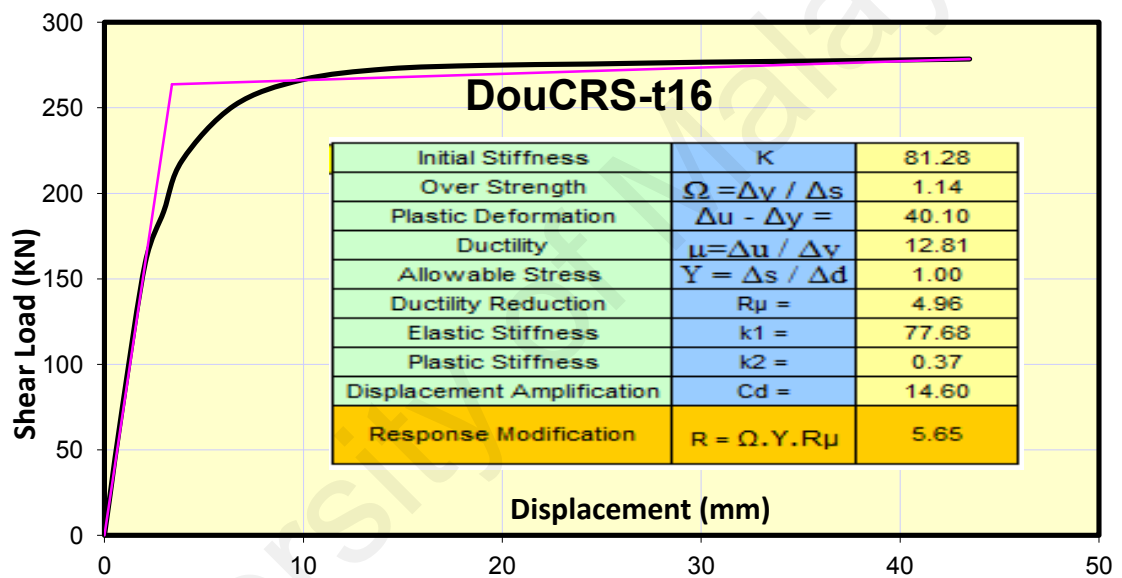 300
250
200
150
100
50
0
Shear Load (KN)
DouCRS-t16
Initial Stiffness K 81.28
Over Strength Ω =Δy / Δs 1.14
Plastic Deformation Δu - Δy = 40.10
Ductility μ=Δu / Δy 12.81
Allowable Stress Y = Δs / Δd 1.00
Ductility Reduction Rμ = 4.96
Elastic Stiffness k1 = 77.68
Plastic Stiffness k2 = 0.37
Displacement Amplification Cd = 14.60
Response Modification R = Ω.Y.Rμ 5.65
Displacement (mm)
0 10 20 30 40 50
ersity of Malay